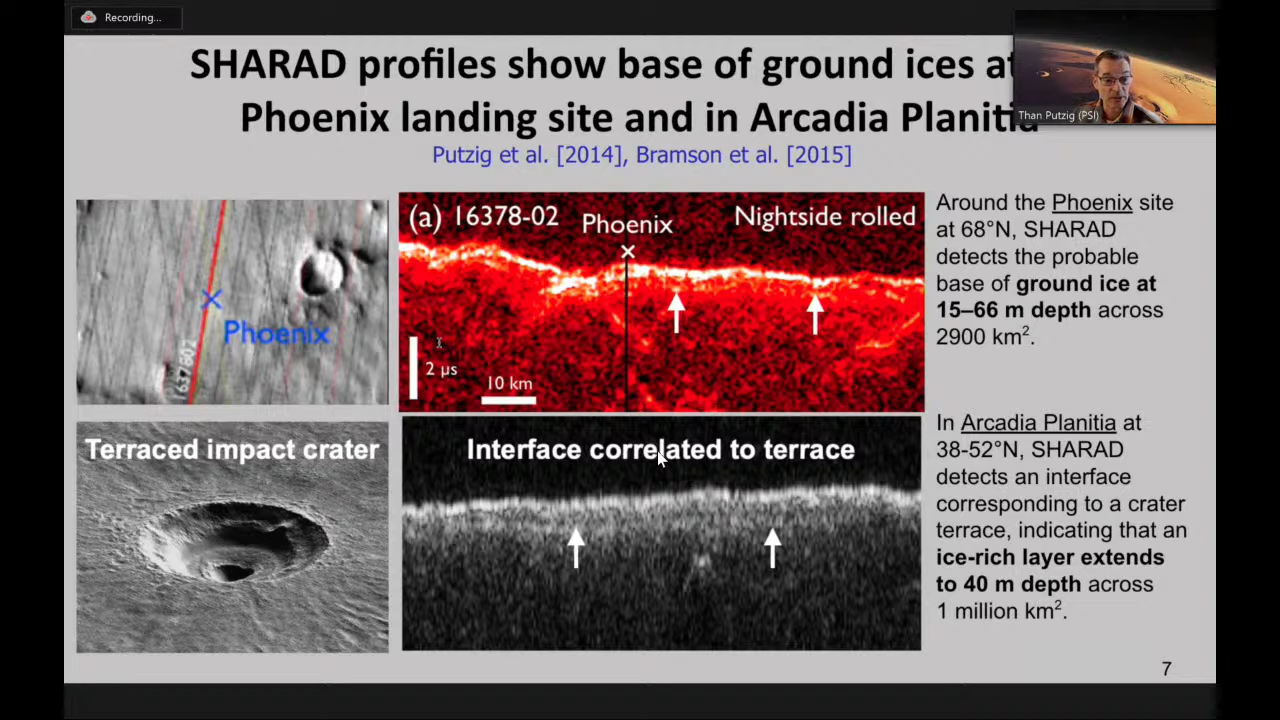 Recording...
SHARAD profiles show base of ground ices at
Phoenix landing site and in Arcadia Planitia
Than Putzig (PSI)
Putzig et al. [2014], Bramson et al. [2015]
Phoenix
1637802
(a) 16378-02
Phoenix
Nightside rolled
2 µs
10 km
Around the Phoenix site
at 68°N, SHARAD
detects the probable
base of ground ice at
15–66 m depth across
2900 km².
Terraced impact crater
Interface correlated to terrace
In Arcadia Planitia at
38-52°N, SHARAD
detects an interface
corresponding to a crater
terrace, indicating that an
ice-rich layer extends
to 40 m depth across
1 million km².
7